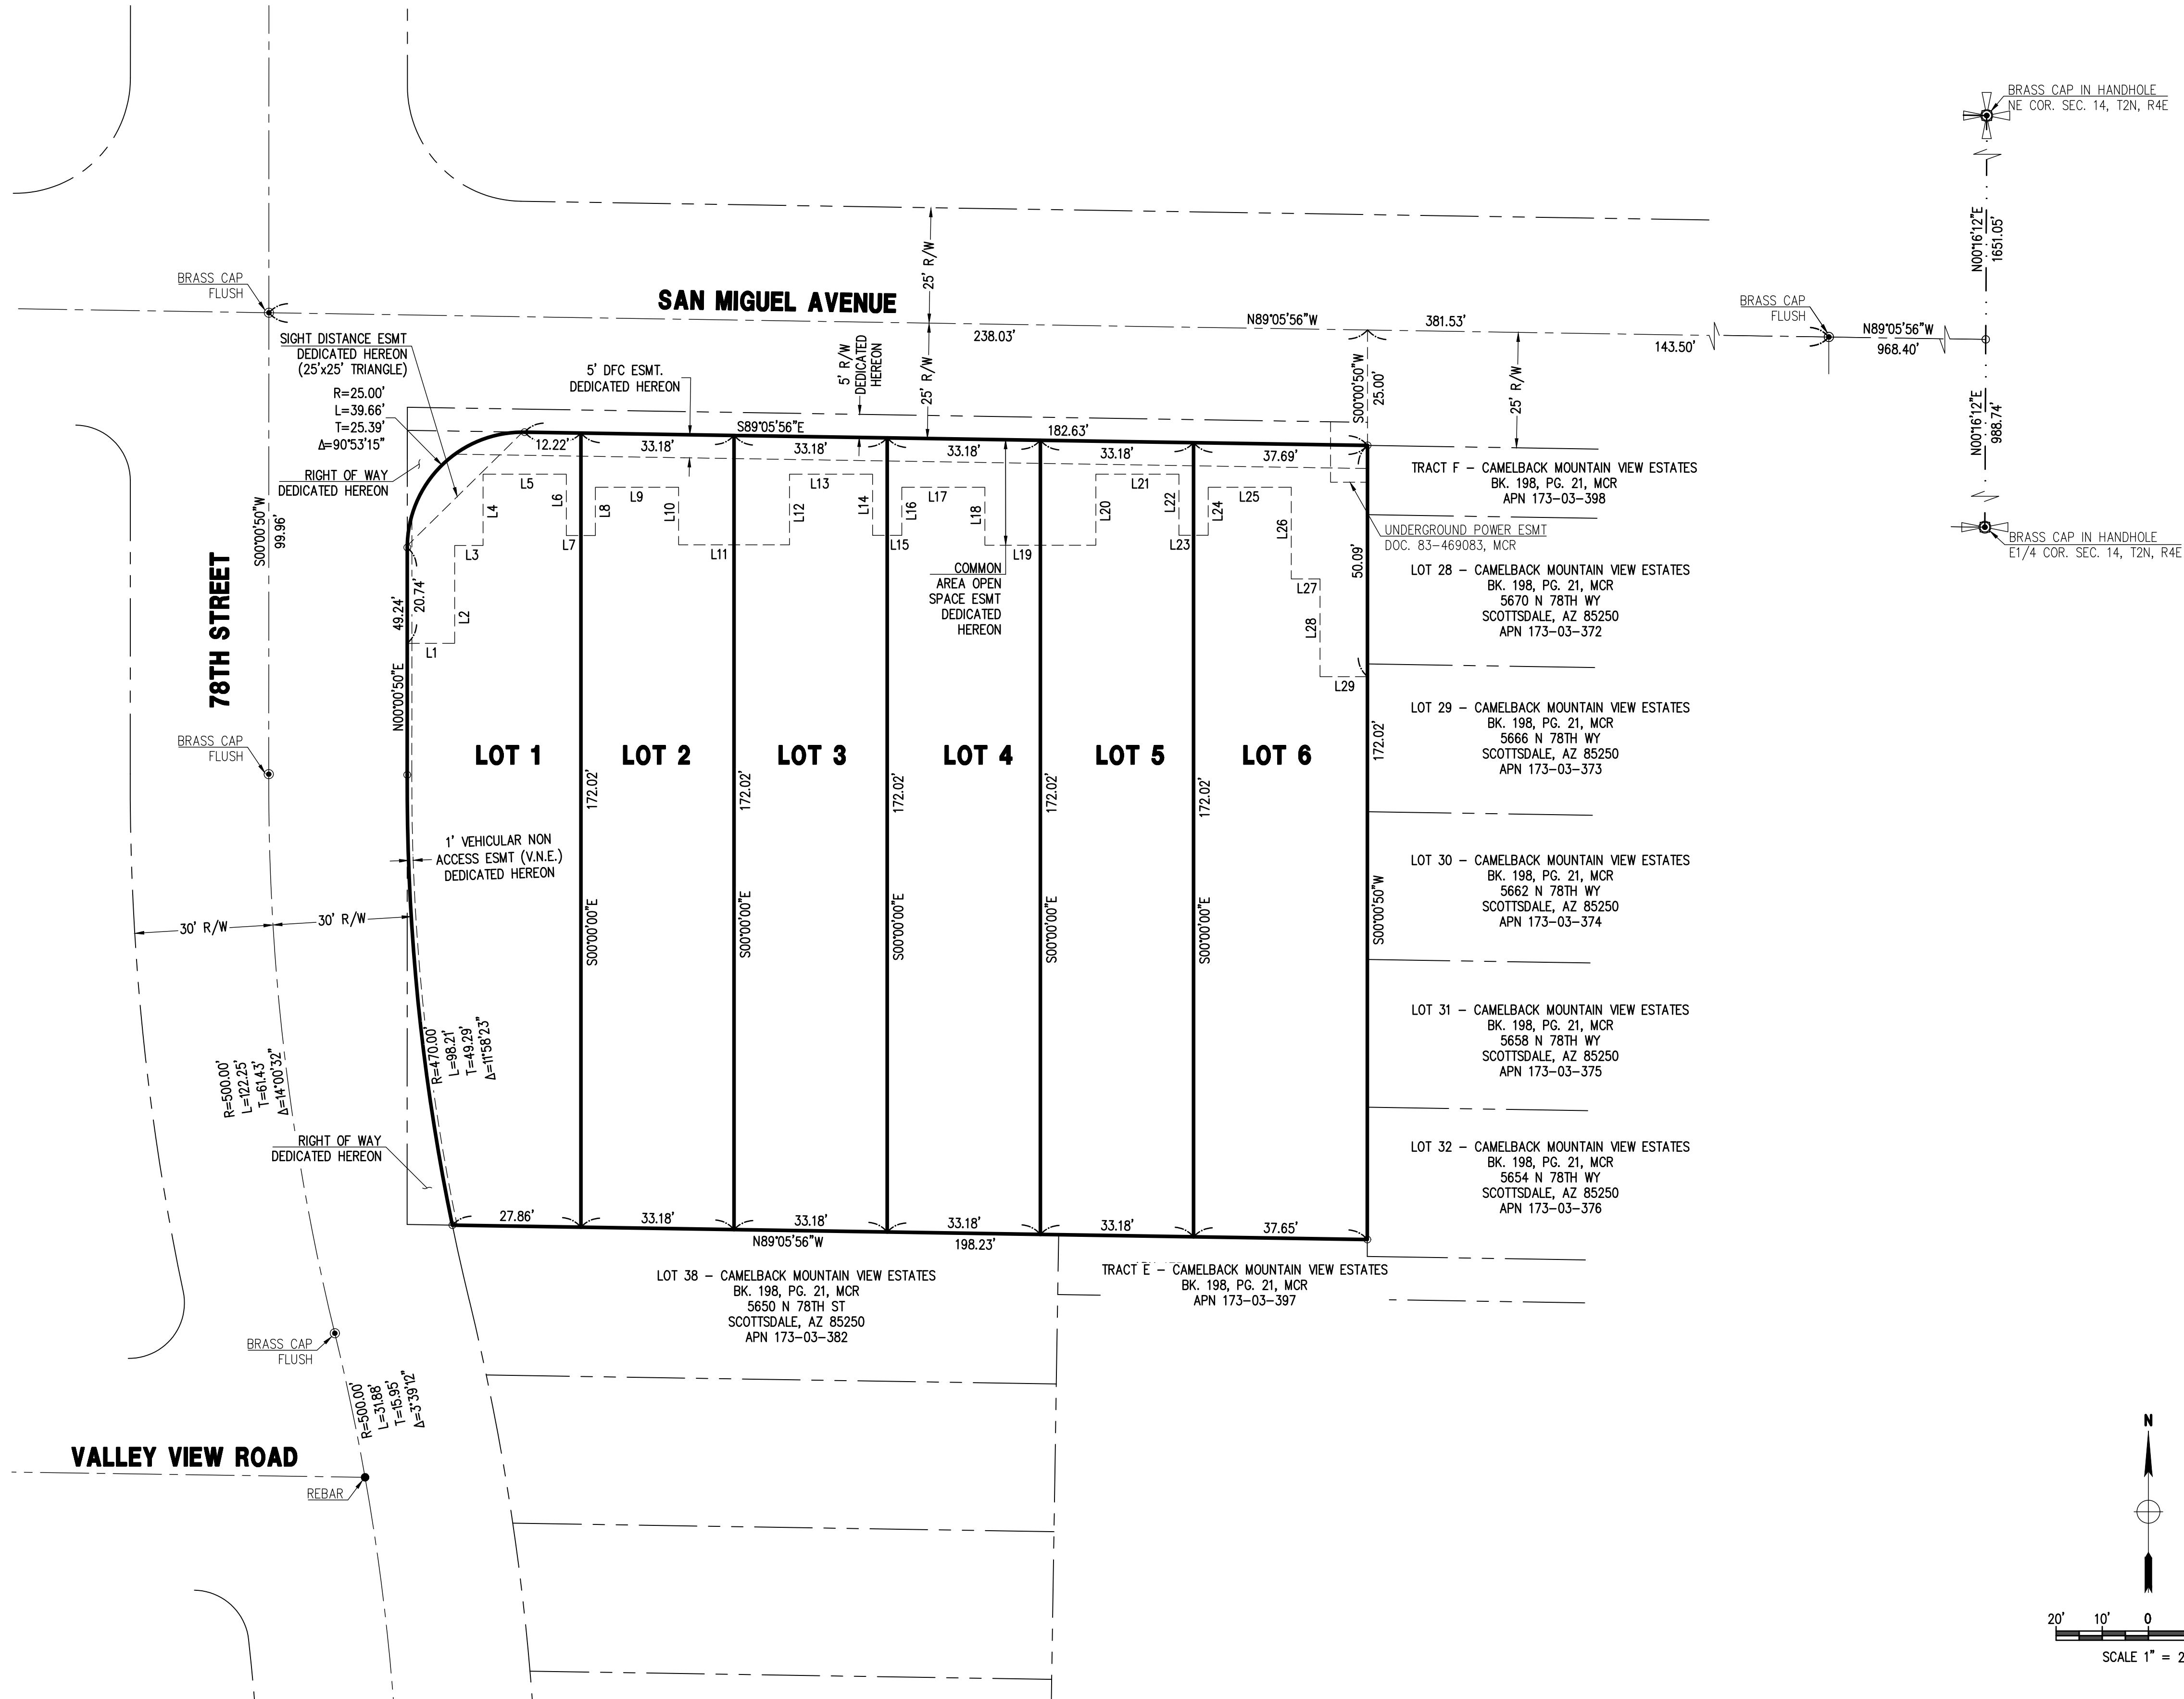 BRASS CAP IN HANDHOLE
NE COR. SEC. 14, T2N, R4E
N00°16'12"E
1651.05'
BRASS CAP
FLUSH
SAN MIGUEL AVENUE
238.03'
N89°05'56"W
381.53'
BRASS CAP
FLUSH
143.50'
N89°05'56"W
968.40'
25' R/W
25' R/W
25' R/W
S00°00'50"W
25.00'
N00°16'12"E
988.74'
BRASS CAP IN HANDHOLE
E1/4 COR. SEC. 14, T2N, R4E
SIGHT DISTANCE ESMT
DEDICATED HEREON
(25'x25' TRIANGLE)
R=25.00'
L=39.66'
T=25.39'
Δ=90°53'15"
RIGHT OF WAY
DEDICATED HEREON
5' DFC ESMT.
DEDICATED HEREON
5' R/W
DEDICATED
HEREON
S89°05'56"E
182.63'
12.22'
33.18'
33.18'
33.18'
33.18'
37.69'
78TH STREET
S00°00'50"W
99.96'
L1
L2
L3
L4
L5
L6
L7
L8
L9
L10
L11
L12
L13
L14
L15
L16
L17
L18
L19
L20
L21
L22
L23
L24
L25
L26
L27
L28
L29
49.24'
20.74'
N00°00'50"E
COMMON
AREA OPEN
SPACE ESMT
DEDICATED
HEREON
50.09'
UNDERGROUND POWER ESMT
DOC. 83-469083, MCR
TRACT F - CAMELBACK MOUNTAIN VIEW ESTATES
BK. 198, PG. 21, MCR
APN 173-03-398
LOT 28 - CAMELBACK MOUNTAIN VIEW ESTATES
BK. 198, PG. 21, MCR
5670 N 78TH WY
SCOTTSDALE, AZ 85250
APN 173-03-372
LOT 29 - CAMELBACK MOUNTAIN VIEW ESTATES
BK. 198, PG. 21, MCR
5666 N 78TH WY
SCOTTSDALE, AZ 85250
APN 173-03-373
LOT 30 - CAMELBACK MOUNTAIN VIEW ESTATES
BK. 198, PG. 21, MCR
5662 N 78TH WY
SCOTTSDALE, AZ 85250
APN 173-03-374
LOT 31 - CAMELBACK MOUNTAIN VIEW ESTATES
BK. 198, PG. 21, MCR
5658 N 78TH WY
SCOTTSDALE, AZ 85250
APN 173-03-375
LOT 32 - CAMELBACK MOUNTAIN VIEW ESTATES
BK. 198, PG. 21, MCR
5654 N 78TH WY
SCOTTSDALE, AZ 85250
APN 173-03-376
BRASS CAP
FLUSH
LOT 1
LOT 2
LOT 3
LOT 4
LOT 5
LOT 6
172.02'
172.02'
172.02'
172.02'
172.02'
172.02'
S00°00'00"E
S00°00'00"E
S00°00'00"E
S00°00'00"E
S00°00'00"E
S00°00'50"W
1' VEHICULAR NON
ACCESS ESMT (V.N.E.)
DEDICATED HEREON
30' R/W
30' R/W
R=470.00'
L=98.21'
T=49.29'
Δ=11°58'23"
R=500.00'
L=122.25'
T=61.43'
Δ=14°00'32"
RIGHT OF WAY
DEDICATED HEREON
27.86'
33.18'
33.18'
33.18'
33.18'
37.65'
N89°05'56"W
198.23'
LOT 38 - CAMELBACK MOUNTAIN VIEW ESTATES
BK. 198, PG. 21, MCR
5650 N 78TH ST
SCOTTSDALE, AZ 85250
APN 173-03-382
TRACT E - CAMELBACK MOUNTAIN VIEW ESTATES
BK. 198, PG. 21, MCR
APN 173-03-397
BRASS CAP
FLUSH
R=500.00'
L=31.88'
T=15.95'
Δ=3°39'12"
VALLEY VIEW ROAD
REBAR
N
20' 10' 0
SCALE 1" = 2